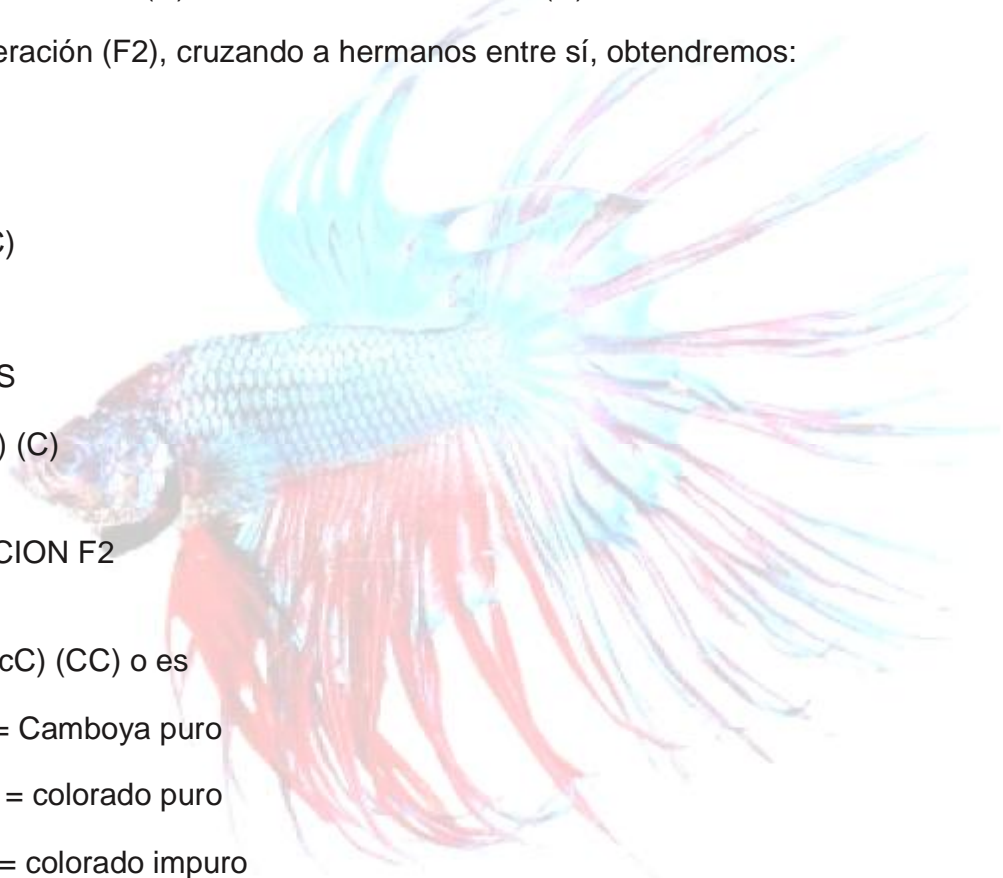 eración (F2), cruzando a hermanos entre sí, obtendremos:
C)
S
) (C)
CION F2
cC) (CC) o es
= Camboya puro
= colorado puro
= colorado impuro